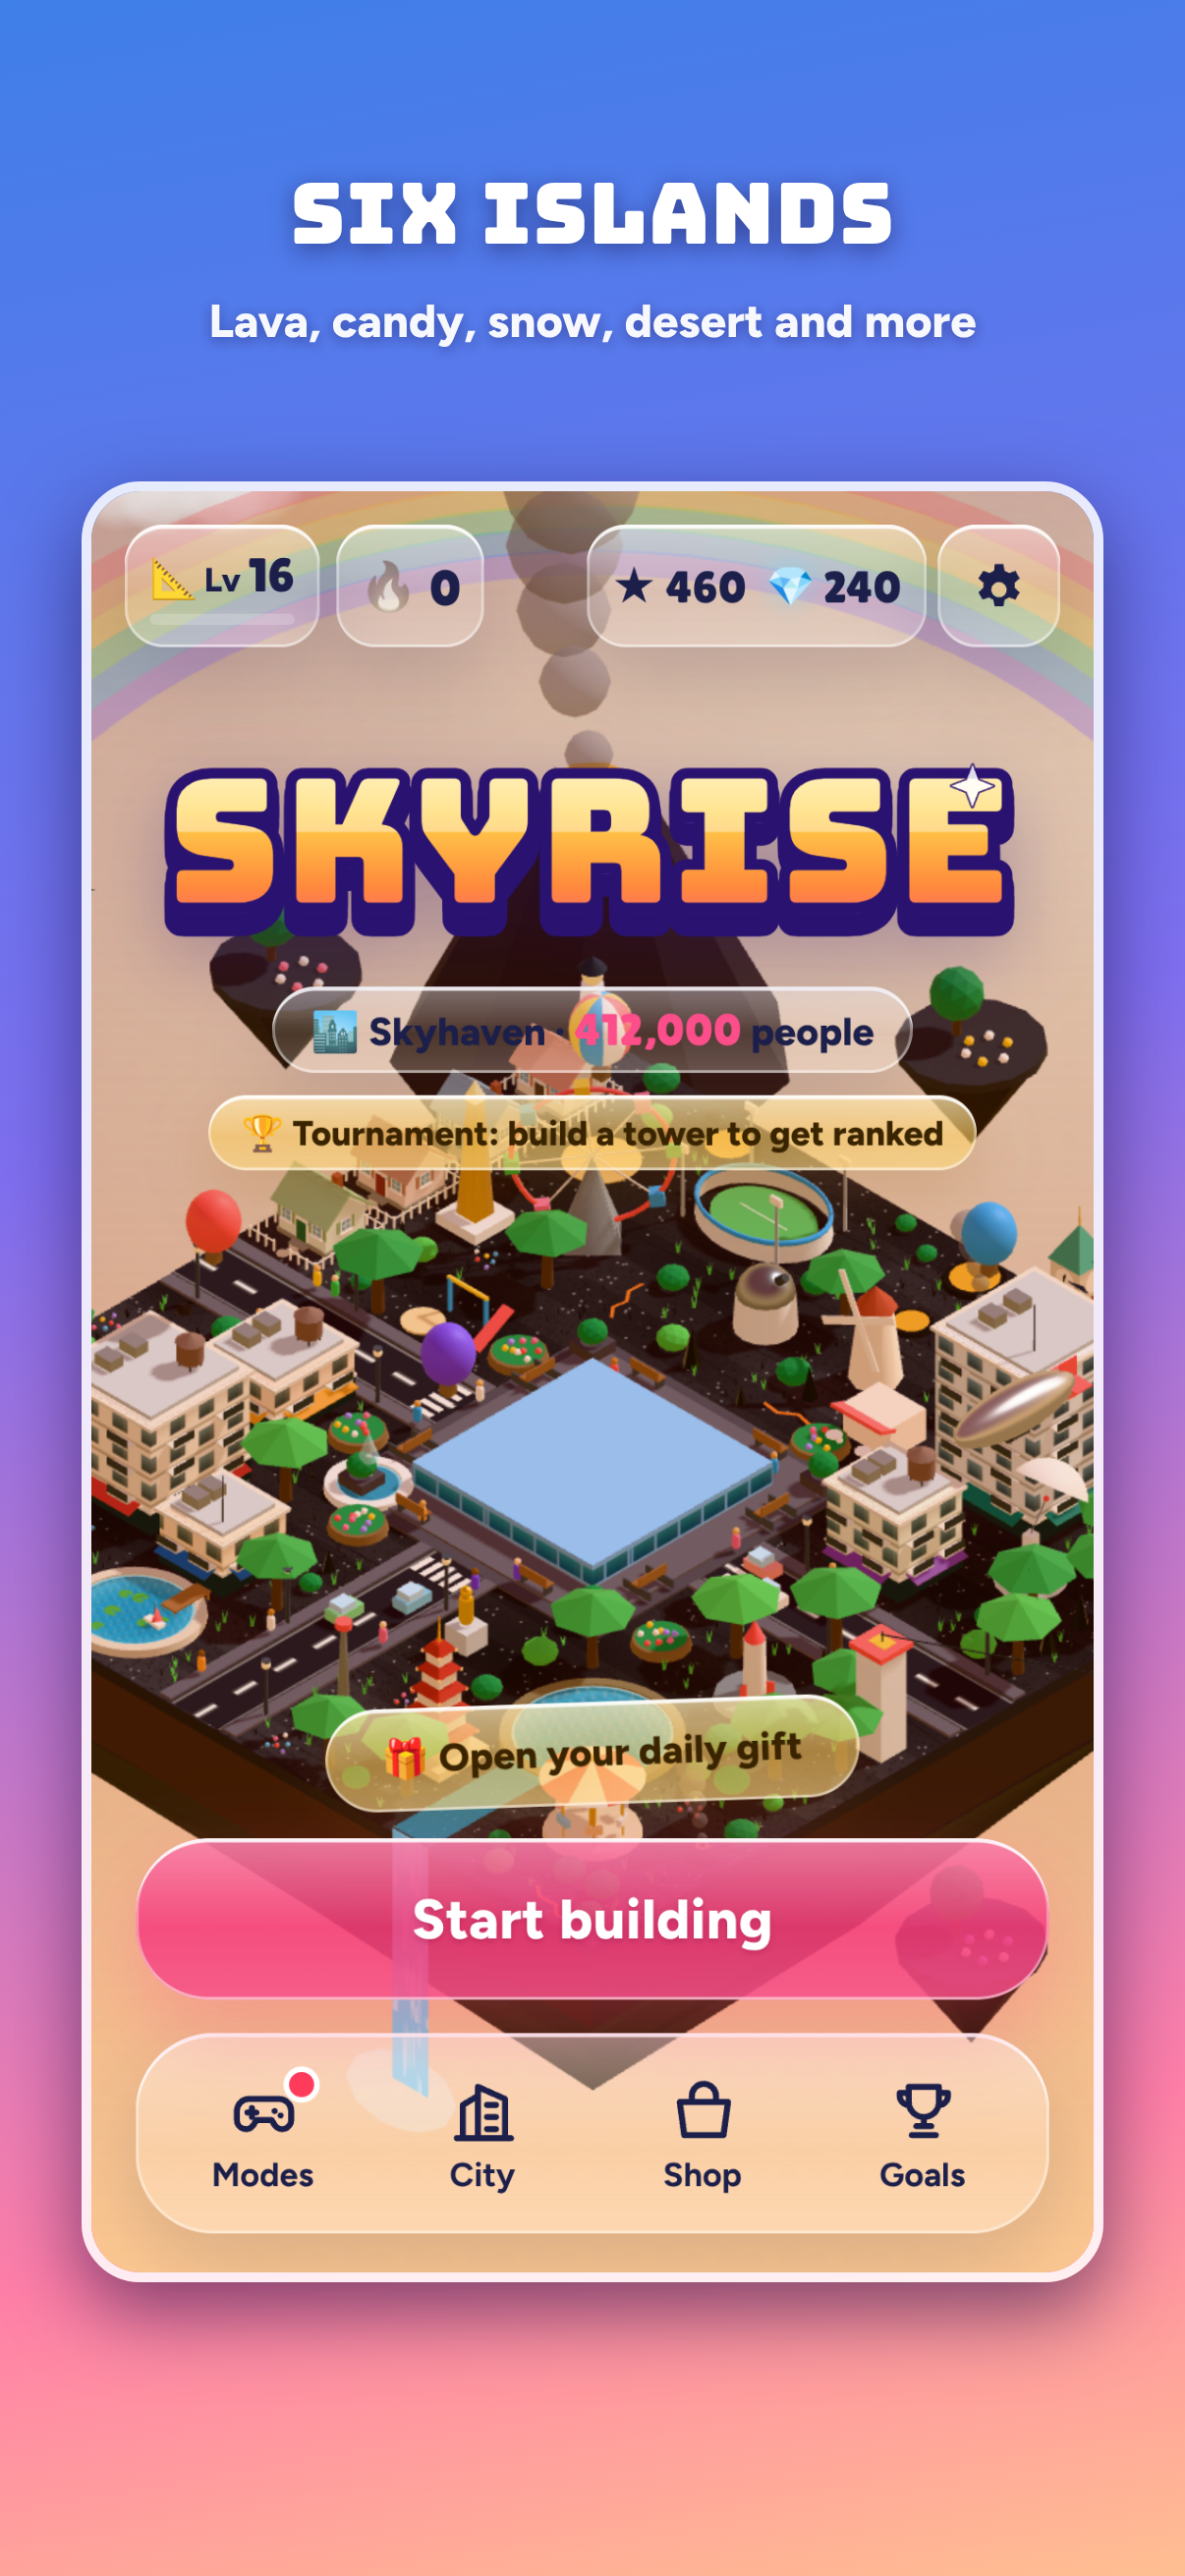 SIX ISLANDS
Lava, candy, snow, desert and more
Lv 16
0
★ 460 240
SKYRISE
Skyhaven · 412,000 people
Tournament: build a tower to get ranked
Open your daily gift
Start building
Modes City Shop Goals